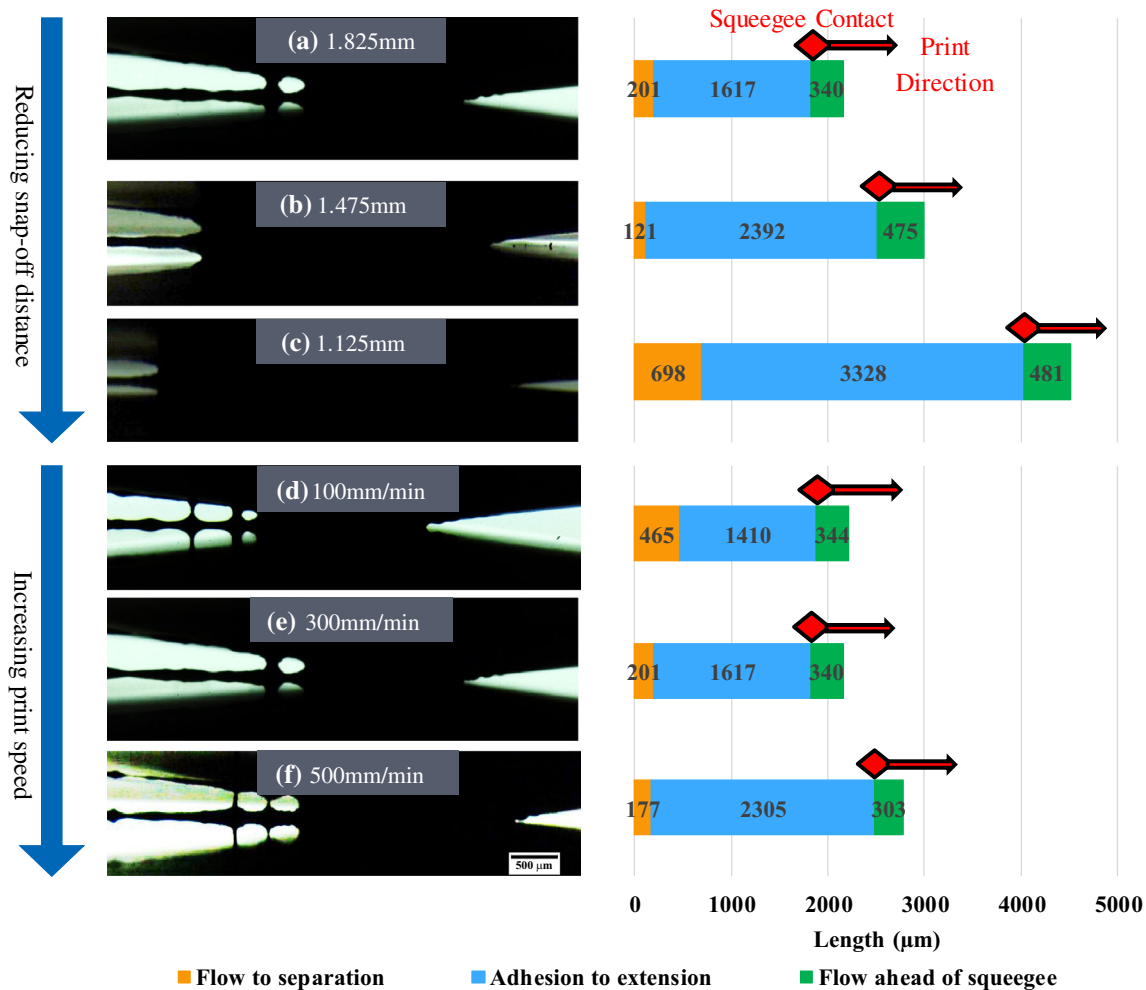 Reducing snap-off distance
(a) 1.825mm
(b) 1.475mm
(c) 1.125mm
Squeegee Contact
Print
Direction
201 1617 340
121 2392 475
698 3328 481
Increasing print speed
(d) 100mm/min
(e) 300mm/min
(f) 500mm/min
500 μm
465 1410 344
201 1617 340
177 2305 303
0 1000 2000 3000 4000 5000
Length (μm)
Flow to separation Adhesion to extension Flow ahead of squeegee